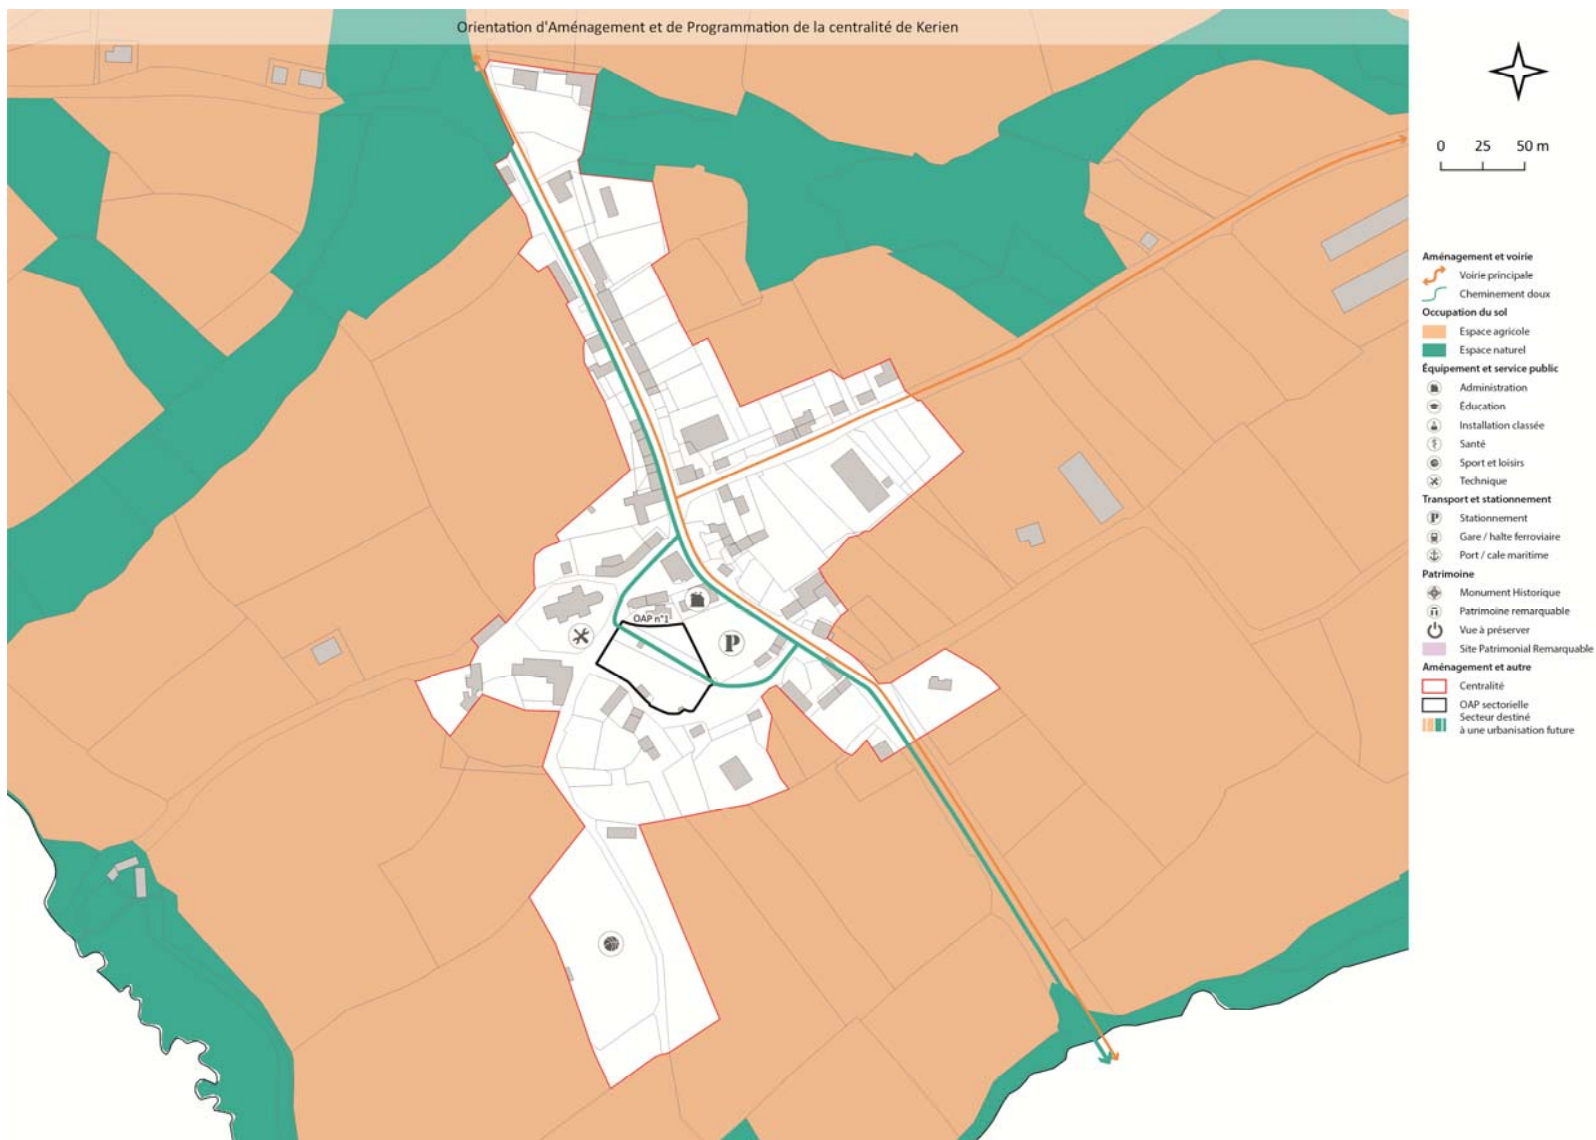 Orientation d'Aménagement et de Programmation de la centralité de Kerien
0 25 50 m
Aménagement et voirie
Voirie principale
Cheminement doux
Occupation du sol
Espace agricole
Espace naturel
Équipement et service public
Administration
Éducation
Installation classée
Santé
Sport et loisirs
Technique
Transport et stationnement
P Stationnement
Gare / halte ferroviaire
Port / cale maritime
Patrimoine
Monument Historique
Patrimoine remarquable
Vue à préserver
Site Patrimonial Remarquable
Aménagement et autre
Centralité
OAP sectorielle
Secteur destiné
à une urbanisation future
OAP n°1
P